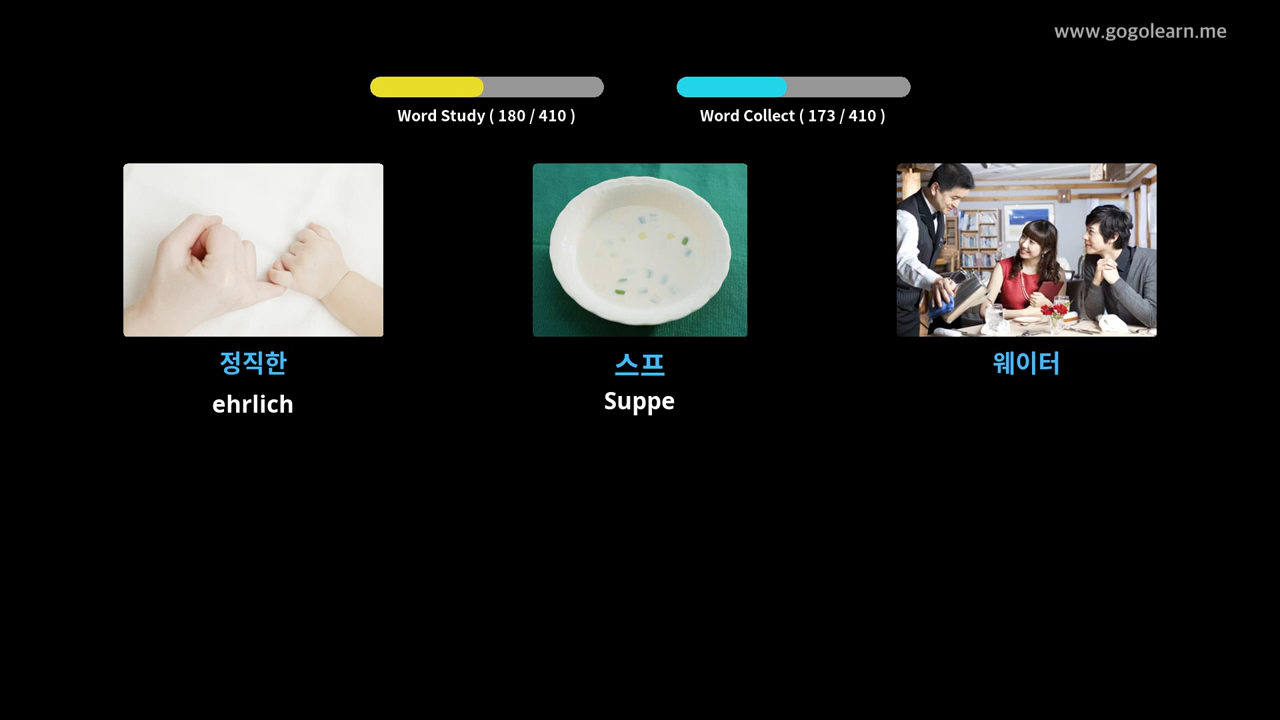 www.gogolearn.me
Word Study ( 180 / 410 )
Word Collect ( 173 / 410 )
정직한
ehrlich
스프
Suppe
웨이터